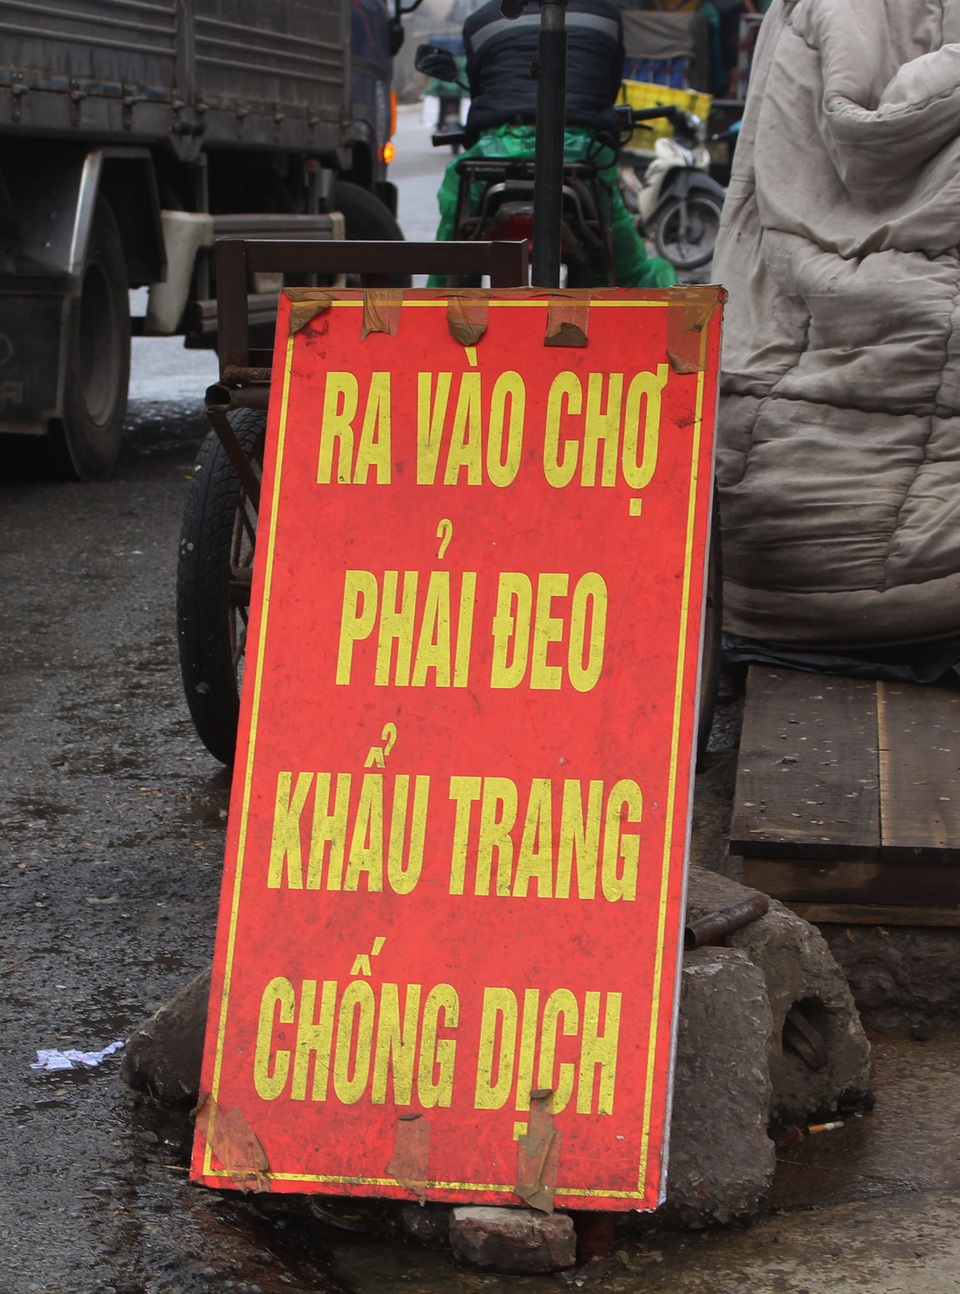 RA VÀO CHỢ
PHẢI ĐEO
KHẨU TRANG
CHỐNG DỊCH